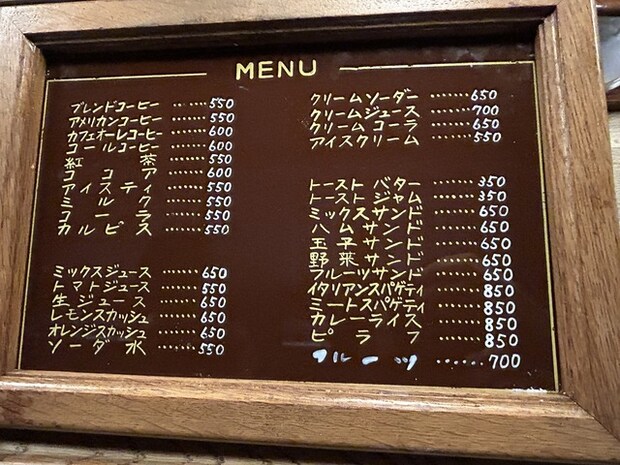 MENU
ブレンドコーヒー ……550
アメリカンコーヒー ……550
カフェオーレコーヒー ……600
コールコーヒー ……600
紅茶 ……550
ココア ……600
アイスティ ……550
ミルク ……550
コーラ ……550
カルピス ……550
ミックスジュース ……650
トマトジュース ……550
生ジュース ……650
レモンスカッシュ ……650
オレンジスカッシュ ……650
ソーダ水 ……550
クリームソーダー ……650
クリームジュース ……700
クリームコーラ ……650
アイスクリーム ……550
トーストバター ……350
トーストジャム ……350
ミックスサンド ……650
ハムサンド ……650
玉子サンド ……650
野菜サンド ……650
フルーツサンド ……650
イタリアンスパゲティ ……850
ミートスパゲティ ……850
カレーライス ……850
ピラフ ……850
フルーツ ……700